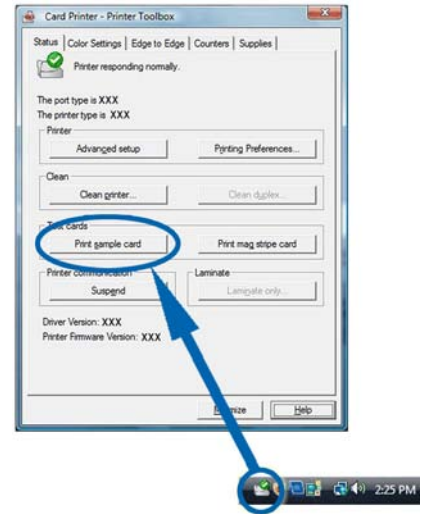 Card Printer - Printer Toolbox
Status Color Settings Edge to Edge Counters Supplies
Printer responding normally.
The port type is XXX
The printer type is XXX
Printer
Advanced setup Printing Preferences...
Clean
Clean printer... Clean duplex...
Test cards
Print sample card Print mag stripe card
Printer communication Laminate
Suspend Laminate only...
Driver Version: XXX
Printer Firmware Version: XXX
Help
2:25 PM